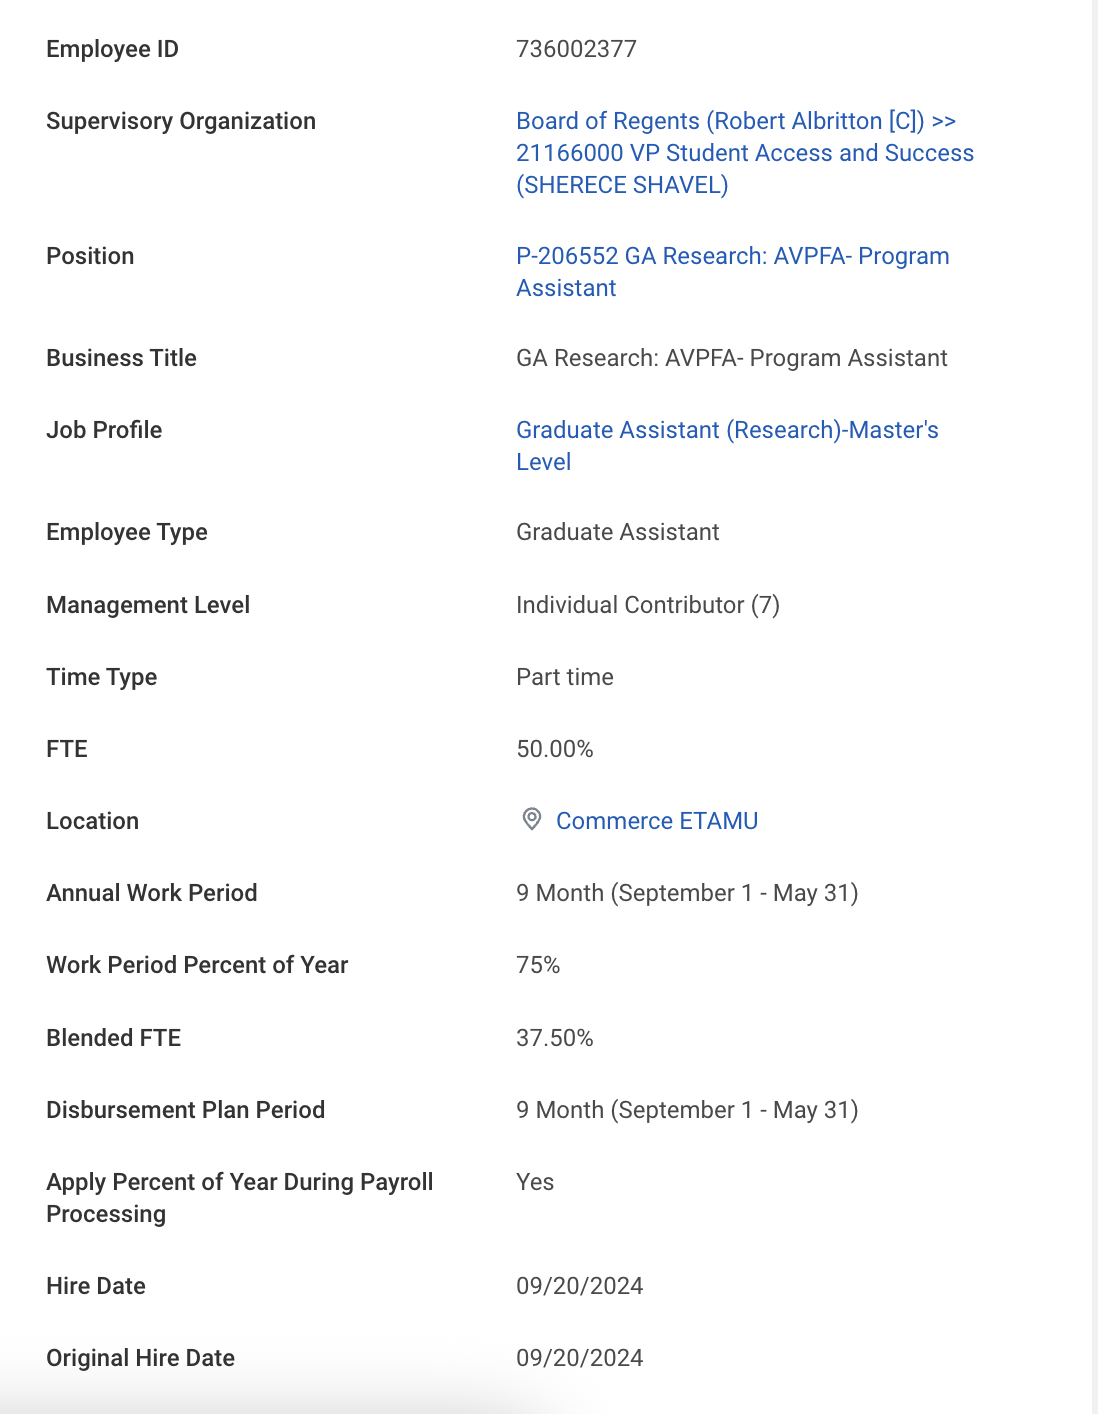 Employee ID
736002377
Supervisory Organization
Board of Regents (Robert Albritton [C]) >>
21166000 VP Student Access and Success
(SHERECE SHAVEL)
Position
P-206552 GA Research: AVPFA- Program
Assistant
Business Title
GA Research: AVPFA- Program Assistant
Job Profile
Graduate Assistant (Research)-Master's
Level
Employee Type
Graduate Assistant
Management Level
Individual Contributor (7)
Time Type
Part time
FTE
50.00%
Location
Commerce ETAMU
Annual Work Period
9 Month (September 1 - May 31)
Work Period Percent of Year
75%
Blended FTE
37.50%
Disbursement Plan Period
9 Month (September 1 - May 31)
Apply Percent of Year During Payroll
Processing
Yes
Hire Date
09/20/2024
Original Hire Date
09/20/2024